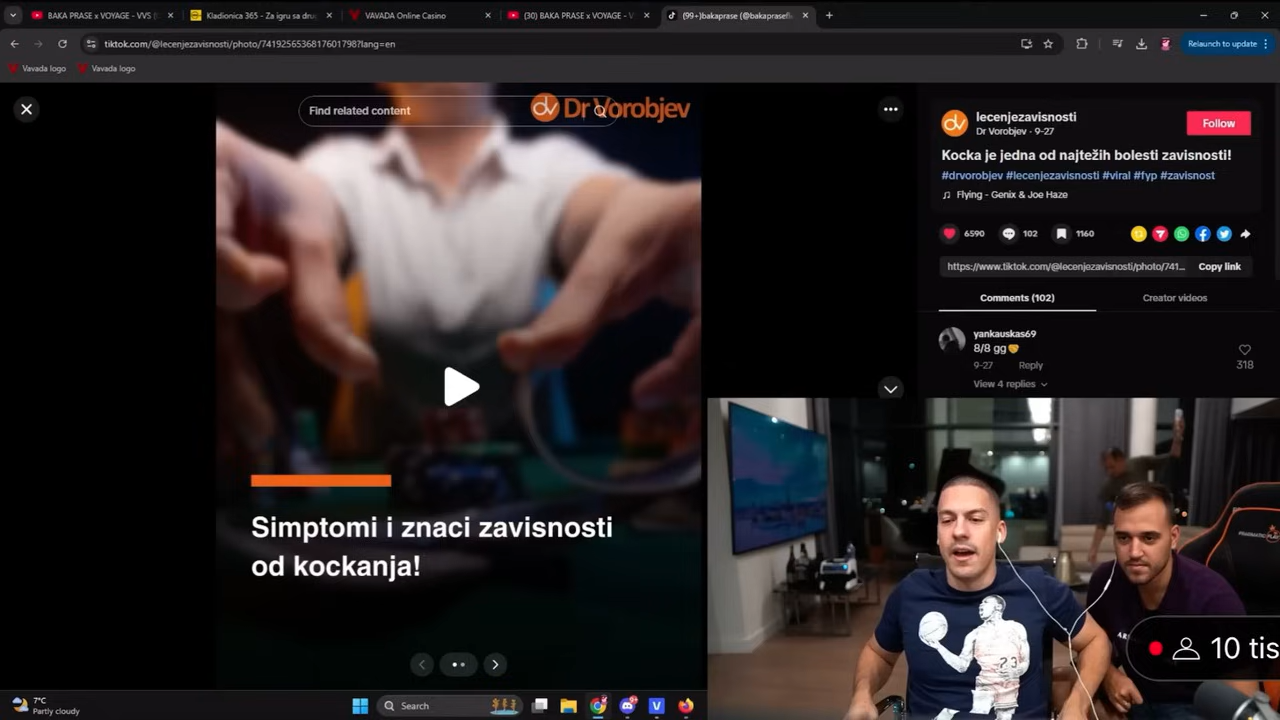 BAKA PRASE x VOYAGE - VVS
Kladionica 365 - Za igru sa drug
VAVADA Online Casino
(30) BAKA PRASE x VOYAGE - V
(99+)bakaprase (@bakaprasefl
tiktok.com/@lecenjezavisnosti/photo/7419256536817601798?lang=en
Relaunch to update
Vavada logo
Vavada logo
Find related content
dv Dr Vorobjev
lecenjezavisnosti
Dr Vorobjev · 9-27
Follow
Kocka je jedna od najtežih bolesti zavisnosti!
#drvorobjev #lecenjezavisnosti #viral #fyp #zavisnost
Flying - Genix & Joe Haze
6590
102
1160
https://www.tiktok.com/@lecenjezavisnosti/photo/741...
Copy link
Comments (102)
Creator videos
yankauskas69
8/8 gg
9-27
Reply
318
View 4 replies
Simptomi i znaci zavisnosti
od kockanja!
23
10 tis
7°C
Partly cloudy
Search